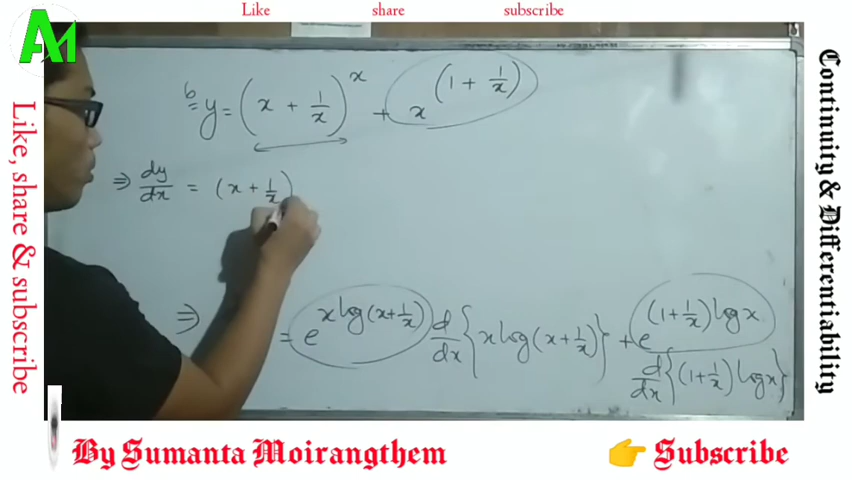 Like share subscribe
AM
Like, share & subscribe
Continuity & Differentiability
b = y = (x + 1/x)^x + x^(1 + 1/x)
⇒ dy/dx = (x + 1/x)
⇒ = e^{x log(x+1/x)} d/dx {x log(x + 1/x)} + e^{(1+1/x) log x}
d/dx {(1 + 1/x) log x}
By Sumanta Moirangthem
👉 Subscribe